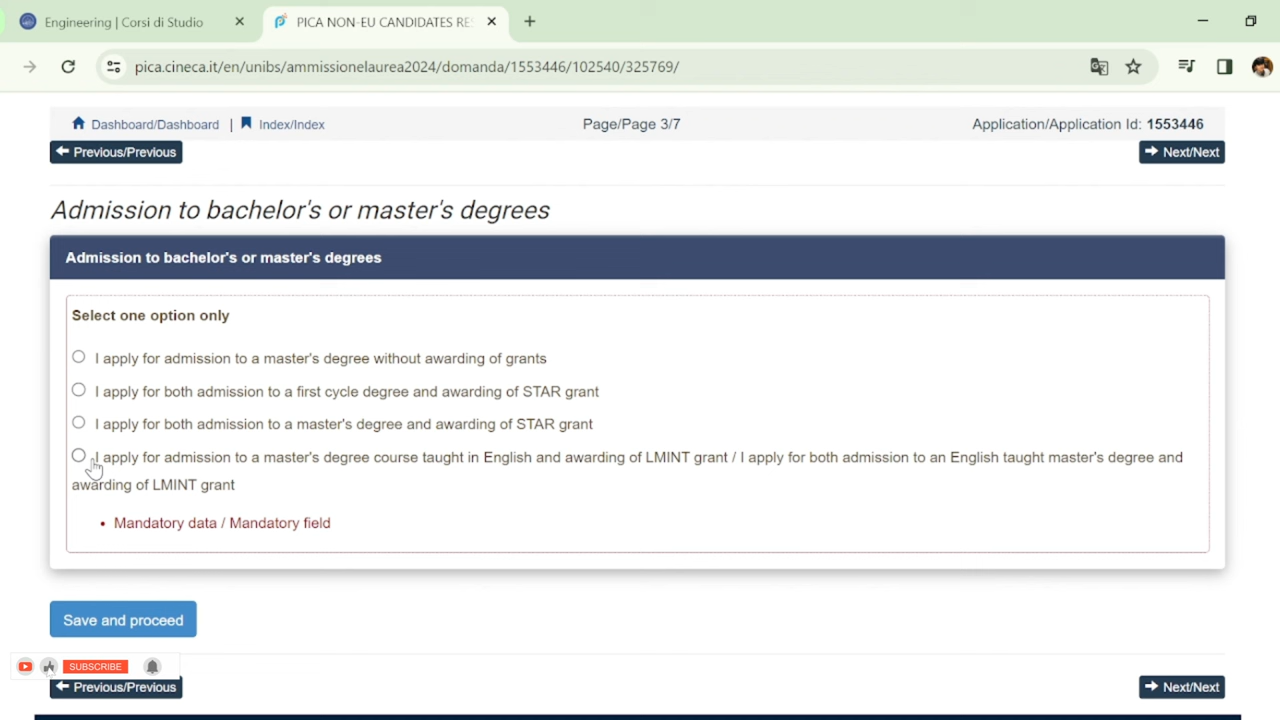 Engineering | Corsi di Studio
PICA NON-EU CANDIDATES RES
pica.cineca.it/en/unibs/ammissionelaurea2024/domanda/1553446/102540/325769/
Dashboard/Dashboard | Index/Index
Page/Page 3/7
Application/Application Id: 1553446
Previous/Previous
Next/Next
Admission to bachelor's or master's degrees
Admission to bachelor's or master's degrees
Select one option only
I apply for admission to a master's degree without awarding of grants
I apply for both admission to a first cycle degree and awarding of STAR grant
I apply for both admission to a master's degree and awarding of STAR grant
I apply for admission to a master's degree course taught in English and awarding of LMINT grant / I apply for both admission to an English taught master's degree and
awarding of LMINT grant
• Mandatory data / Mandatory field
Save and proceed
SUBSCRIBE
Previous/Previous
Next/Next